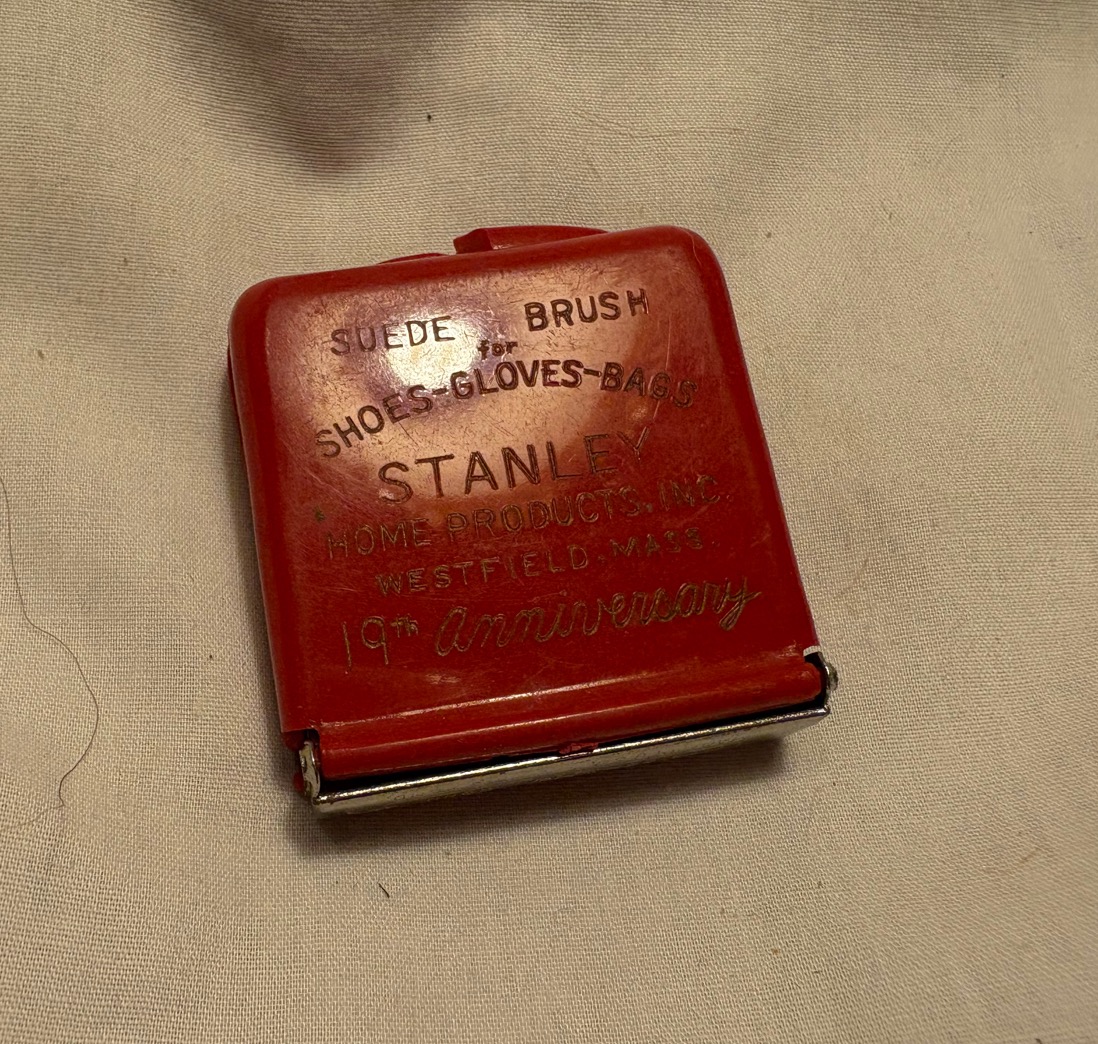 SUEDE BRUSH
for
SHOES-GLOVES-BAGS
STANLEY
HOME PRODUCTS, INC.
WESTFIELD-MASS.
19th Anniversary